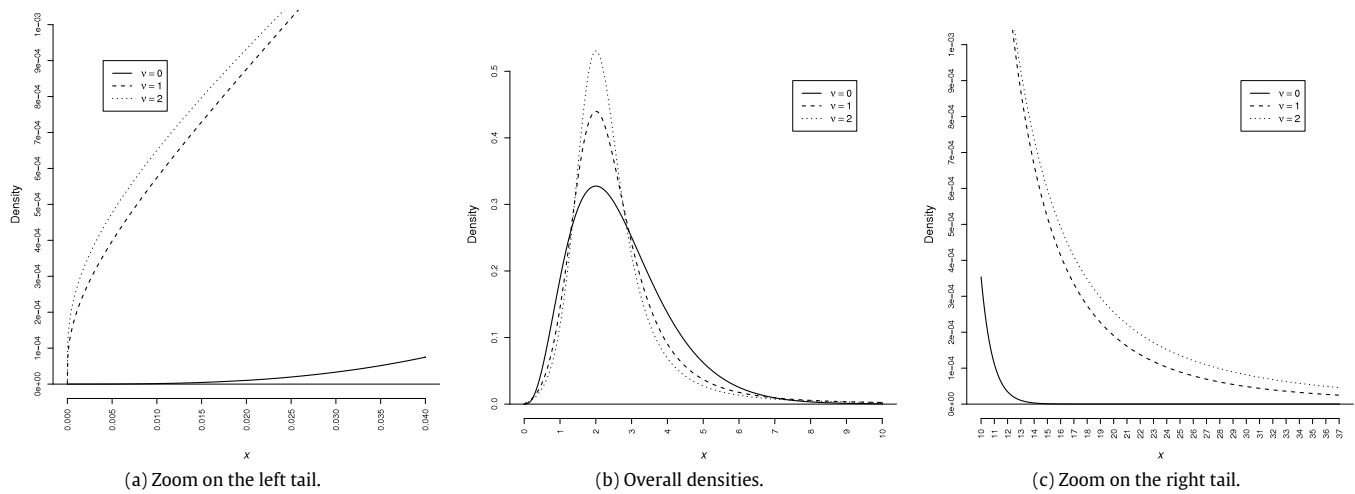 1e−03
9e−04
8e−04
7e−04
6e−04
5e−04
4e−04
3e−04
2e−04
1e−04
0e+00
Density
ν = 0
ν = 1
ν = 2
0.000
0.005
0.010
0.015
0.020
0.025
0.030
0.035
0.040
x
(a) Zoom on the left tail.
0.5
0.4
0.3
0.2
0.1
0.0
Density
ν = 0
ν = 1
ν = 2
0
1
2
3
4
5
6
7
8
9
10
x
(b) Overall densities.
1e−03
9e−04
8e−04
7e−04
6e−04
5e−04
4e−04
3e−04
2e−04
1e−04
0e+00
Density
ν = 0
ν = 1
ν = 2
10
11
12
13
14
15
16
17
18
19
20
21
22
23
24
25
26
27
28
29
30
31
32
33
34
35
36
37
x
(c) Zoom on the right tail.